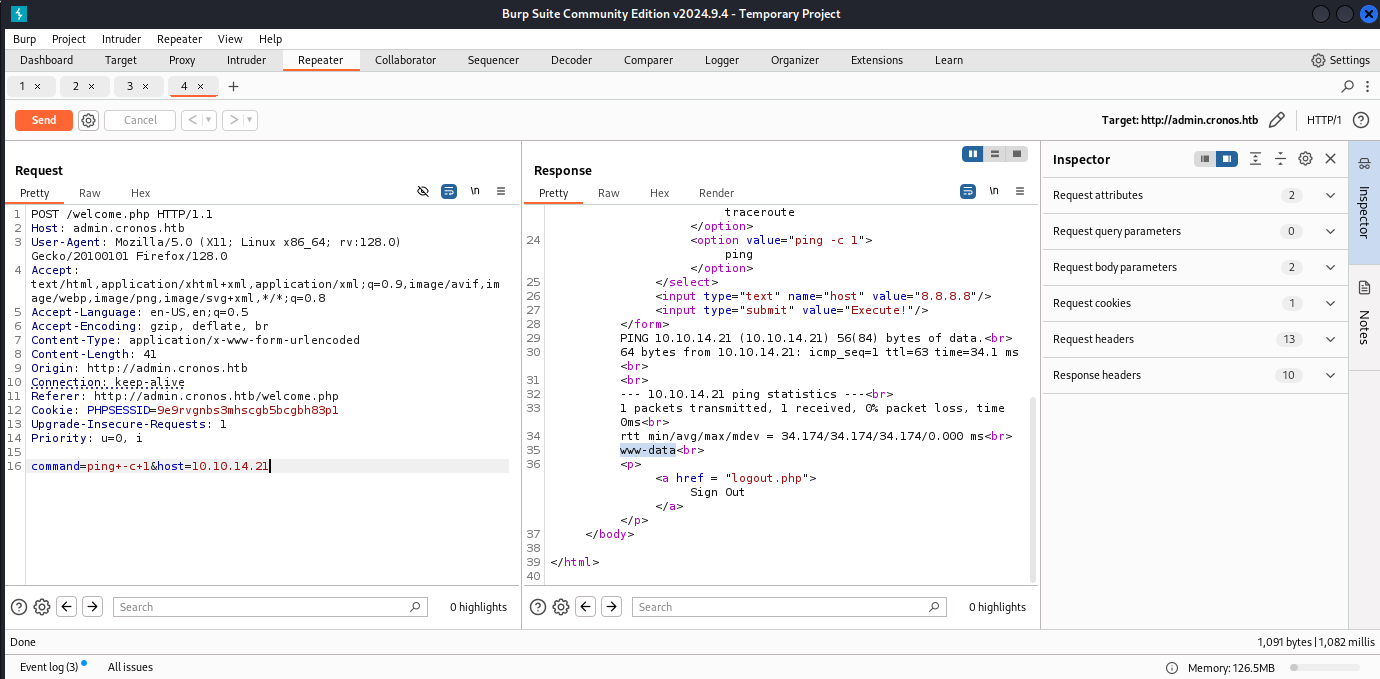 Burp Suite Community Edition v2024.9.4 - Temporary Project
Burp Project Intruder Repeater View Help
Dashboard Target Proxy Intruder Repeater Collaborator Sequencer Decoder Comparer Logger Organizer Extensions Learn Settings
1 × 2 × 3 × 4 × +
Send Cancel < > Target: http://admin.cronos.htb HTTP/1
Request
Pretty Raw Hex \n
1 POST /welcome.php HTTP/1.1
2 Host: admin.cronos.htb
3 User-Agent: Mozilla/5.0 (X11; Linux x86_64; rv:128.0)
Gecko/20100101 Firefox/128.0
4 Accept:
text/html,application/xhtml+xml,application/xml;q=0.9,image/avif,im
age/webp,image/png,image/svg+xml,*/*;q=0.8
5 Accept-Language: en-US,en;q=0.5
6 Accept-Encoding: gzip, deflate, br
7 Content-Type: application/x-www-form-urlencoded
8 Content-Length: 41
9 Origin: http://admin.cronos.htb
10 Connection: keep-alive
11 Referer: http://admin.cronos.htb/welcome.php
12 Cookie: PHPSESSID=9e9rvgnbs3mhscgb5bcgbh83p1
13 Upgrade-Insecure-Requests: 1
14 Priority: u=0, i
15
16 command=ping+-c+1&host=10.10.14.21
Search 0 highlights
Response
Pretty Raw Hex Render \n
traceroute
</option>
24 <option value="ping -c 1">
ping
</option>
25 </select>
26 <input type="text" name="host" value="8.8.8.8"/>
27 <input type="submit" value="Execute!"/>
28 </form>
29 PING 10.10.14.21 (10.10.14.21) 56(84) bytes of data.<br>
30 64 bytes from 10.10.14.21: icmp_seq=1 ttl=63 time=34.1 ms
<br>
31 <br>
32 --- 10.10.14.21 ping statistics ---<br>
33 1 packets transmitted, 1 received, 0% packet loss, time
0ms<br>
34 rtt min/avg/max/mdev = 34.174/34.174/34.174/0.000 ms<br>
35 www-data<br>
36 <p>
<a href = "logout.php">
Sign Out
</a>
</p>
37 </body>
38
39 </html>
40
Search 0 highlights
Inspector
Request attributes 2
Request query parameters 0
Request body parameters 2
Request cookies 1
Request headers 13
Response headers 10
Inspector
Notes
Done 1,091 bytes | 1,082 millis
Event log (3) All issues Memory: 126.5MB